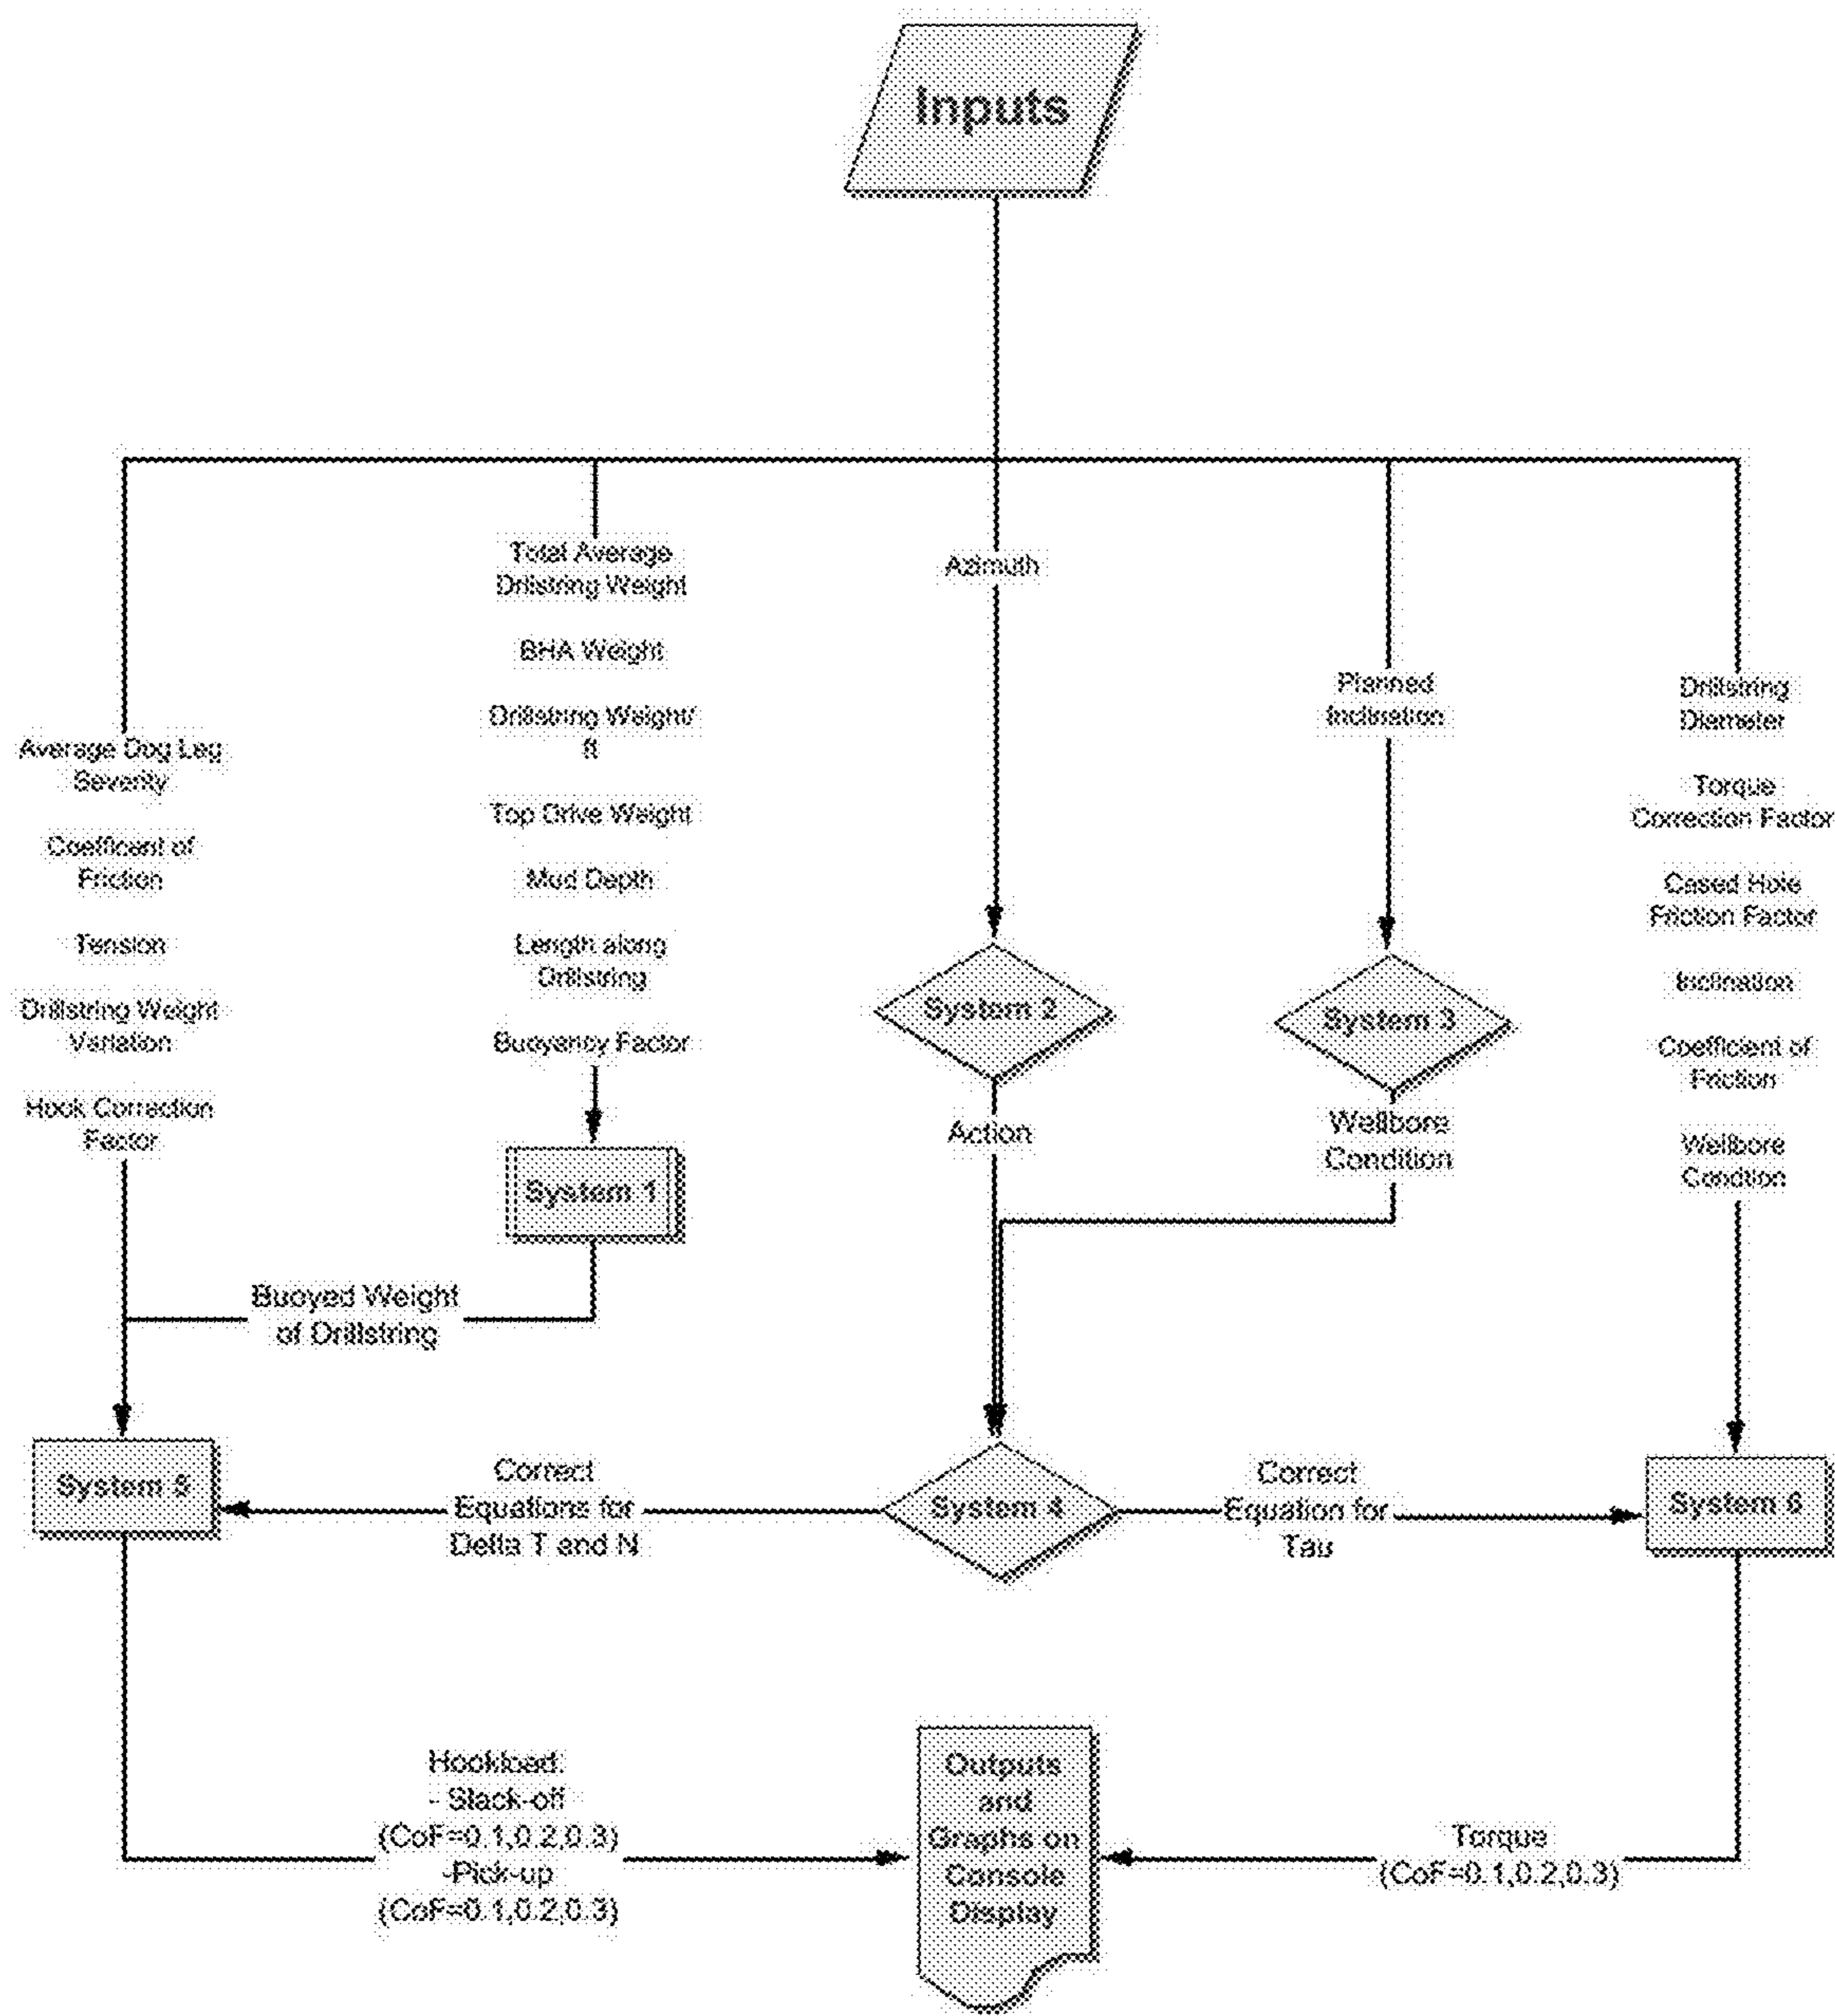 Inputs
Total Average
Drillstring Weight
BHA Weight
Drillstring Weight/
ft
Top Drive Weight
Mud Depth
Length along
Drillstring
Buoyancy Factor
Azimuth
Planned
Inclination
Drillstring
Diameter
Torque
Correction Factor
Cased Hole
Friction Factor
Inclination
Coefficient of
Friction
Wellbore
Condition
Average Dog Leg
Severity
Coefficent of
Friction
Tension
Drillstring Weight
Variation
Hook Correction
Factor
System 1
System 2
System 3
Action
Wellbore
Condition
Buoyed Weight
of Drillstring
System 5
Correct
Equations for
Delta T and N
System 4
Correct
Equation for
Tau
System 6
Hookload:
- Slack-off
(CoF=0.1,0.2,0.3)
-Pick-up
(CoF=0.1,0.2,0.3)
Outputs
and
Graphs on
Console
Display
Torque
(CoF=0.1,0.2,0.3)